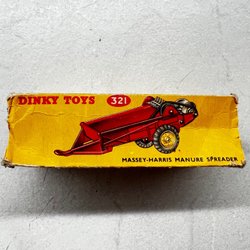 DINKY TOYS 321
MASSEY-HARRIS MANURE SPREADER